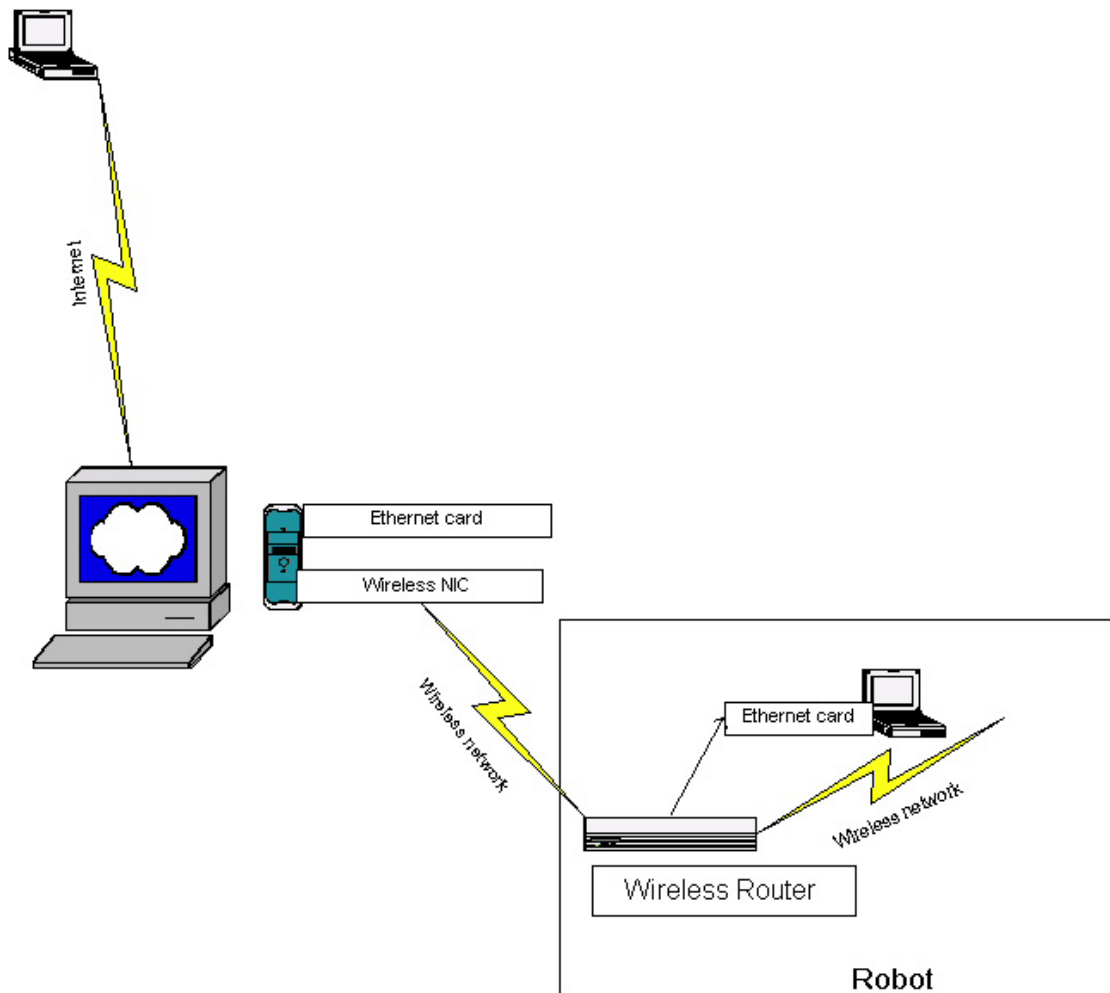 Internet
Ethernet card
Wireless NIC
Wireless network
Ethernet card
Wireless network
Wireless Router
Robot